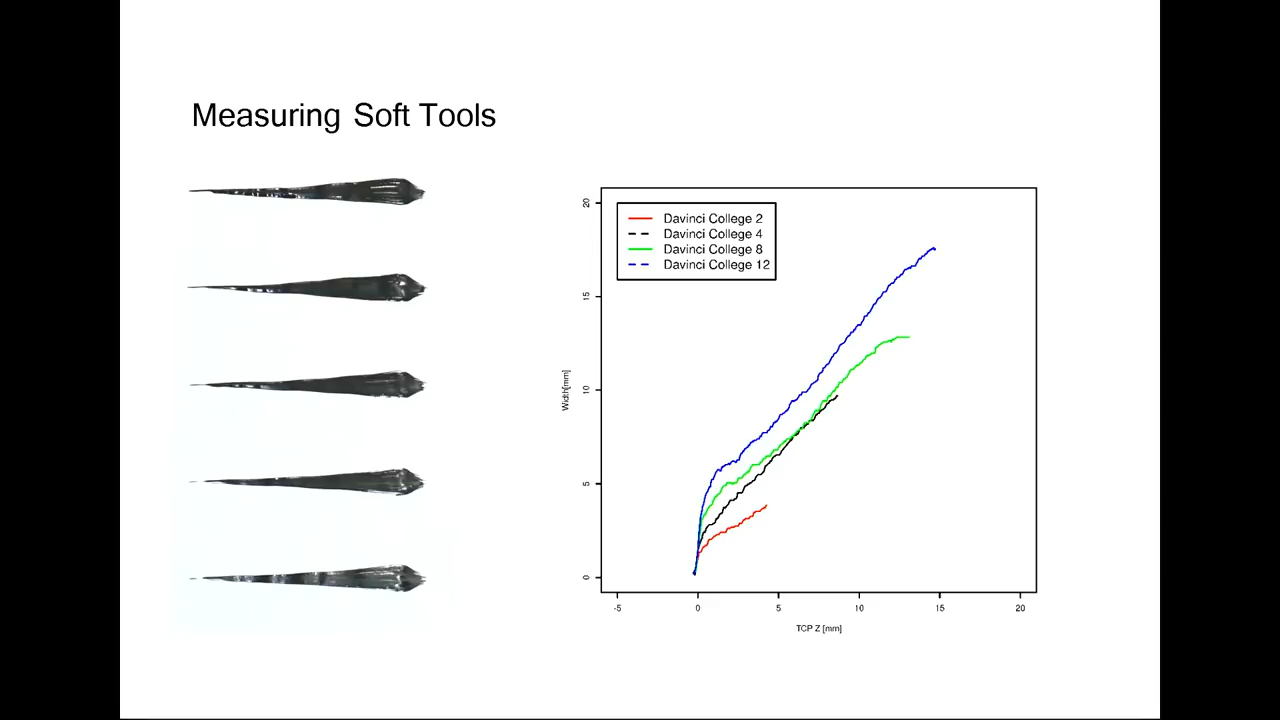 Measuring Soft Tools
Davinci College 2
Davinci College 4
Davinci College 8
Davinci College 12
20
15
10
5
0
Width[mm]
-5 0 5 10 15 20
TCP Z [mm]